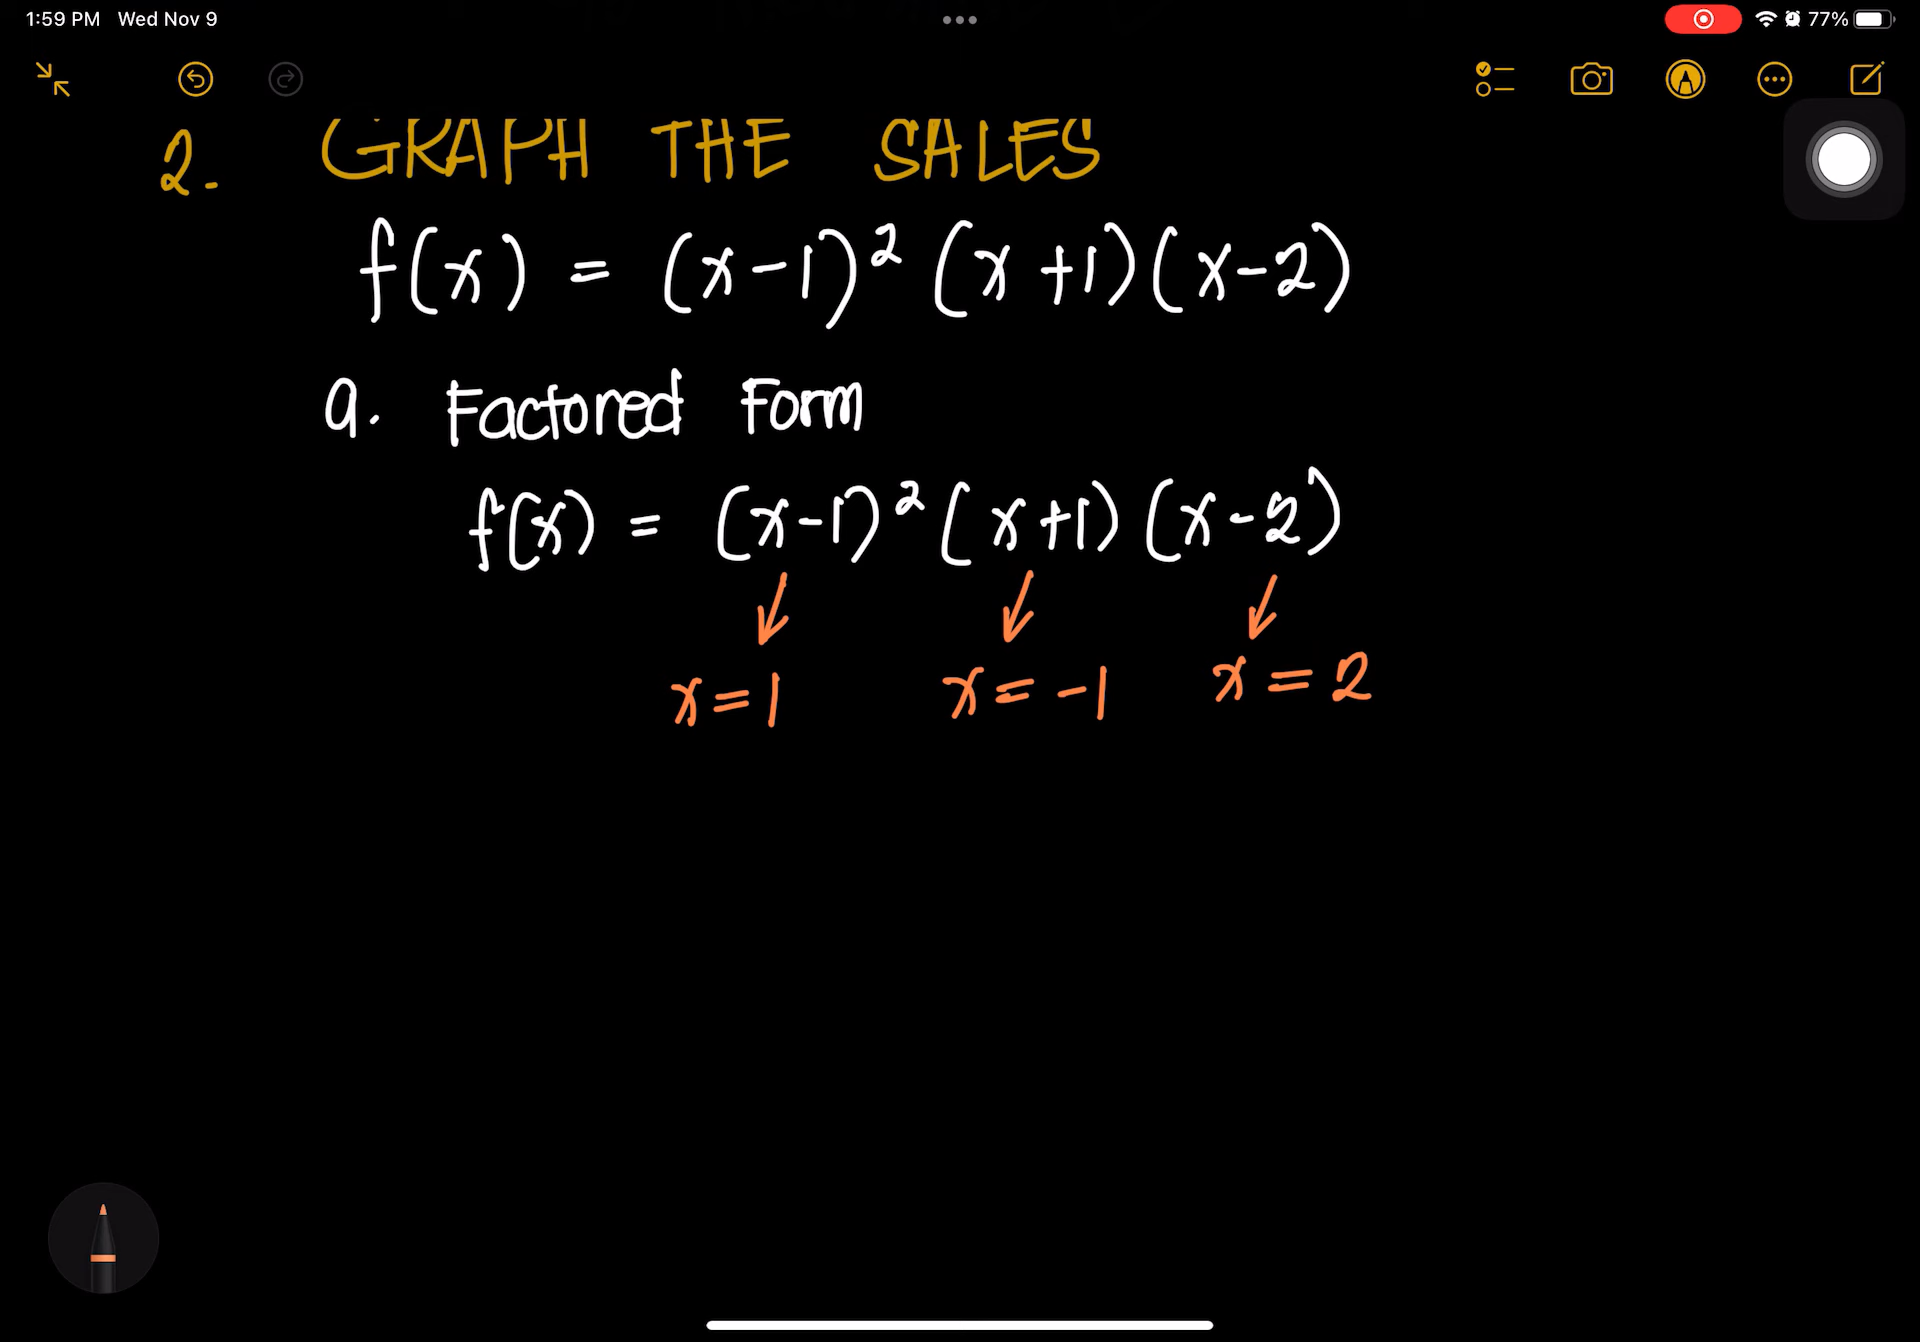 1:59 PM Wed Nov 9
77%
2. GRAPH THE SALES
f(x) = (x-1)² (x+1)(x-2)
a. Factored Form
f(x) = (x-1)² (x+1) (x-2)
x=1 x=-1 x=2